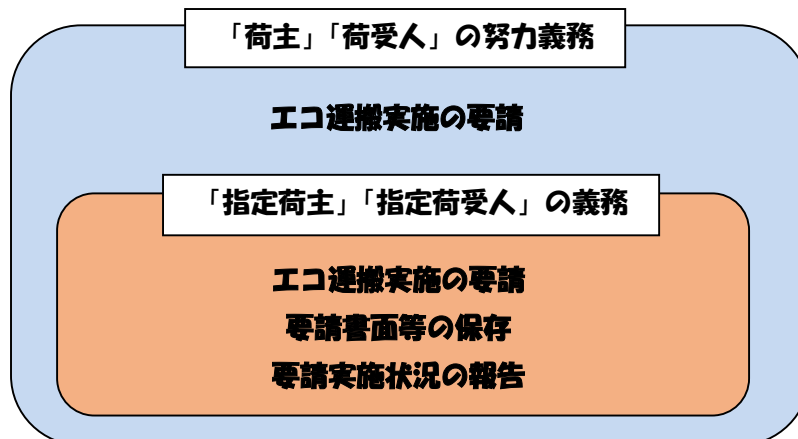 「荷主」「荷受人」の努力義務
エコ運搬実施の要請
「指定荷主」「指定荷受人」の義務
エコ運搬実施の要請
要請書面等の保存
要請実施状況の報告